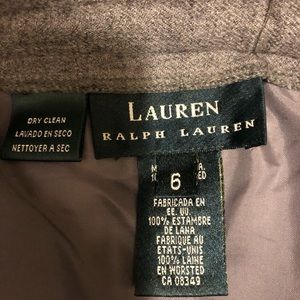 DRY CLEAN
LAVADO EN SECO
NETTOYER A SEC
LAUREN
RALPH LAUREN
6
FABRICADA EN
EE. UU.
100% ESTAMBRE
DE LANA
FABRIQUE AU
ETATS-UNIS
100% LAINE
EN WORSTED
CA 08349